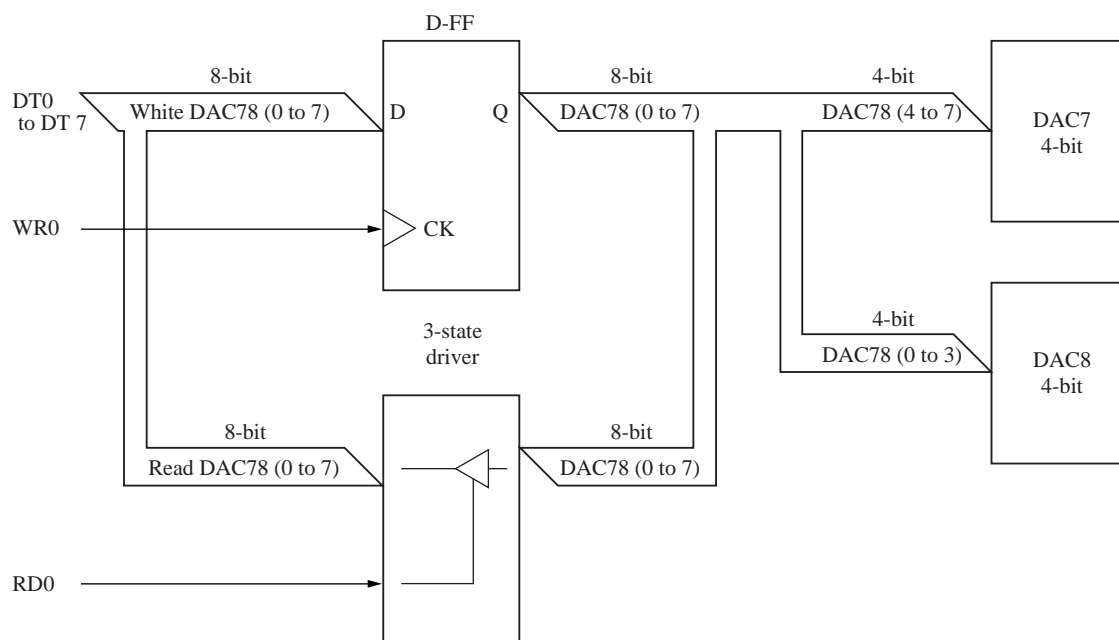 D-FF
8-bit
8-bit
4-bit
DT0
to DT 7
White DAC78 (0 to 7)
D
Q
DAC78 (0 to 7)
DAC78 (4 to 7)
DAC7
4-bit
WR0
CK
3-state
driver
4-bit
DAC78 (0 to 3)
DAC8
4-bit
8-bit
8-bit
Read DAC78 (0 to 7)
DAC78 (0 to 7)
RD0